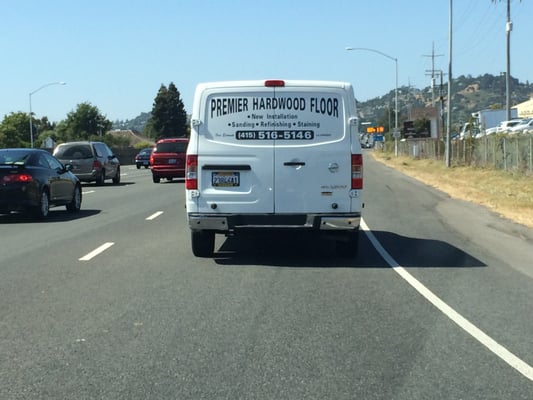 PREMIER HARDWOOD FLOOR
• New Installation
• Sanding • Refinishing • Staining
(415) 516-5146